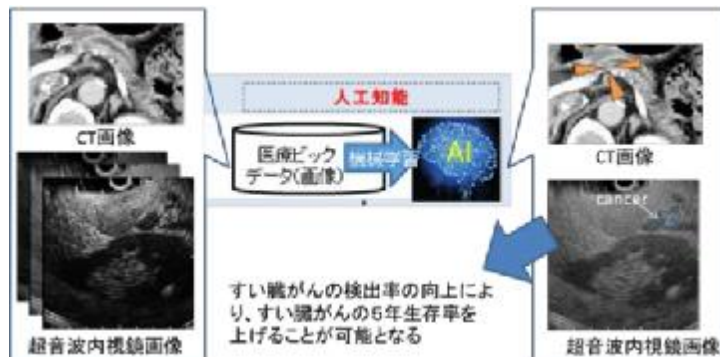 CT画像
超音波内視鏡画像
人工知能
医療ビック
データ(画像)
機械学習
AI
すい臓がんの検出率の向上によ
り、すい臓がんの5年生存率を
上げることが可能となる
CT画像
cancer
超音波内視鏡画像